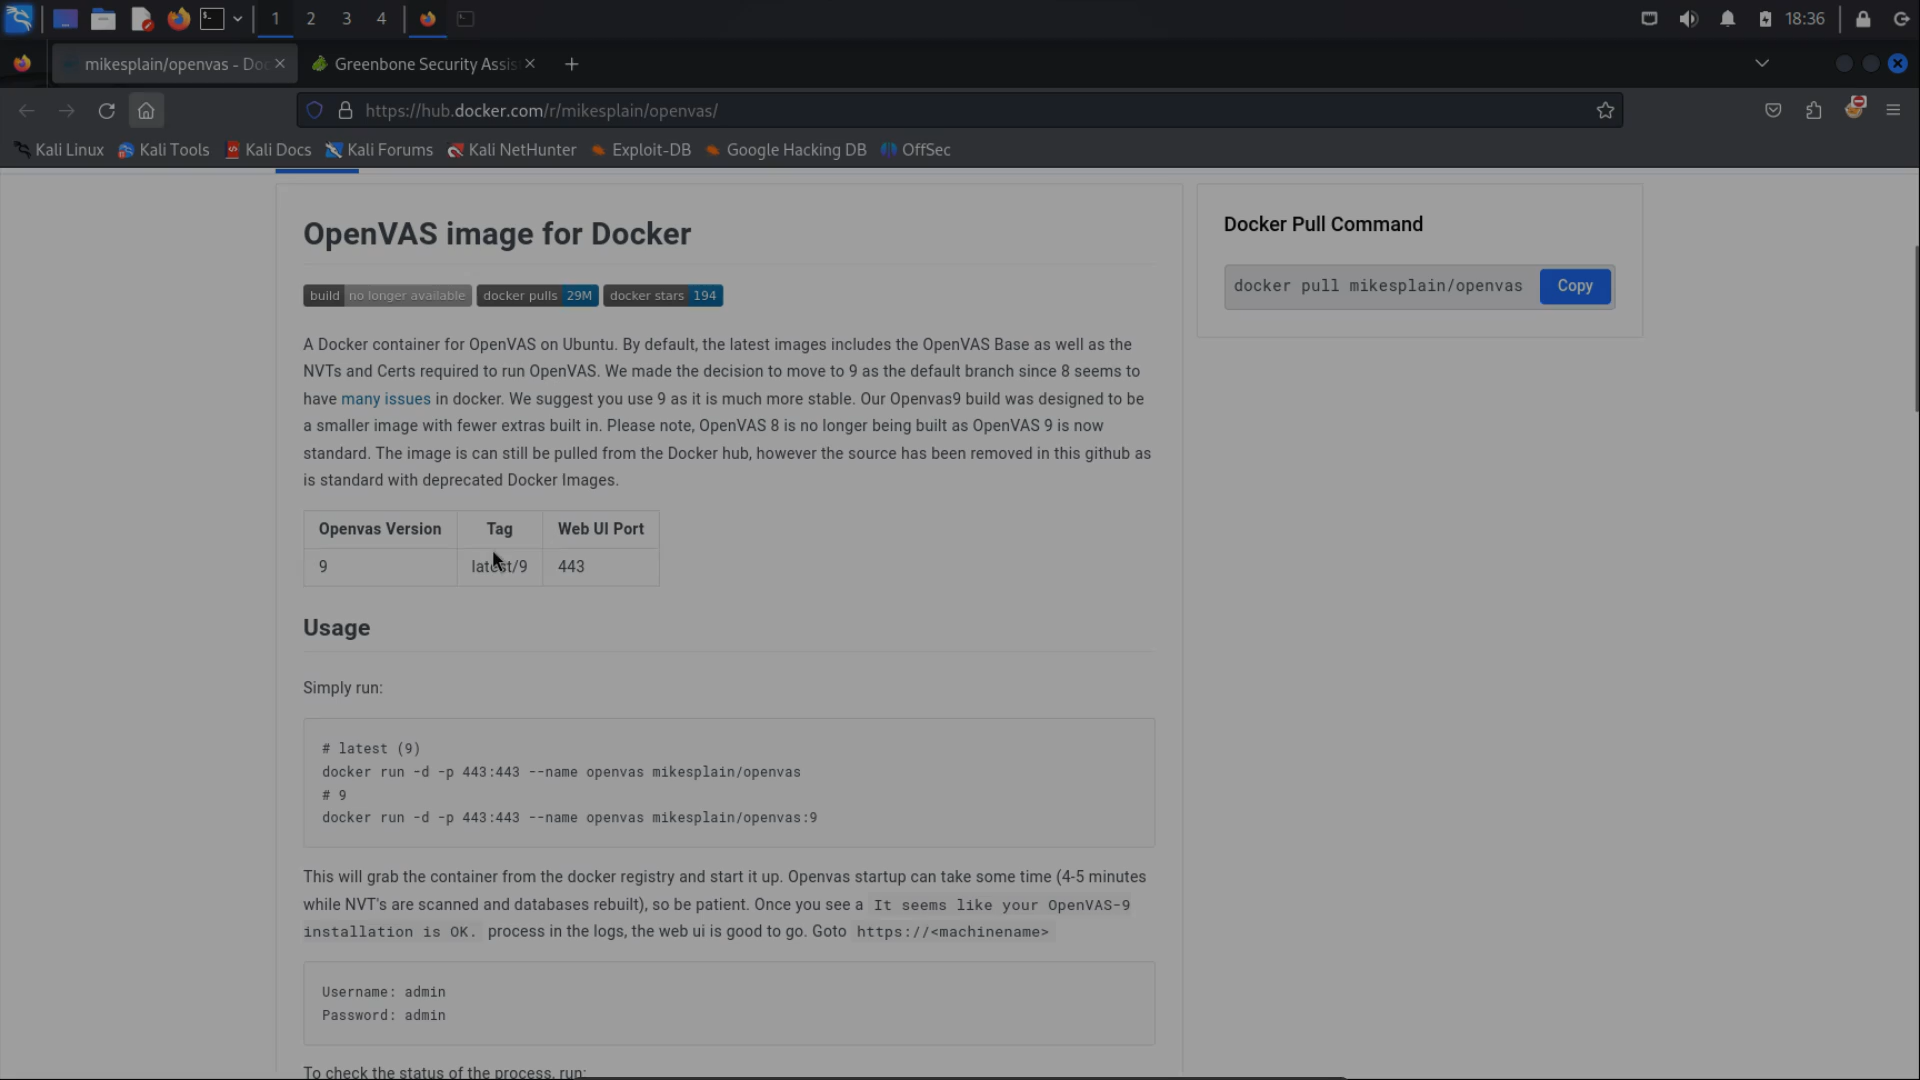 1 2 3 4 18:36
mikesplain/openvas - Doc Greenbone Security Assis
https://hub.docker.com/r/mikesplain/openvas/
Kali Linux Kali Tools Kali Docs Kali Forums Kali NetHunter Exploit-DB Google Hacking DB OffSec
OpenVAS image for Docker
build no longer available docker pulls 29M docker stars 194
A Docker container for OpenVAS on Ubuntu. By default, the latest images includes the OpenVAS Base as well as the
NVTs and Certs required to run OpenVAS. We made the decision to move to 9 as the default branch since 8 seems to
have many issues in docker. We suggest you use 9 as it is much more stable. Our Openvas9 build was designed to be
a smaller image with fewer extras built in. Please note, OpenVAS 8 is no longer being built as OpenVAS 9 is now
standard. The image is can still be pulled from the Docker hub, however the source has been removed in this github as
is standard with deprecated Docker Images.
Openvas Version Tag Web UI Port
9 latest/9 443
Usage
Simply run:
# latest (9)
docker run -d -p 443:443 --name openvas mikesplain/openvas
# 9
docker run -d -p 443:443 --name openvas mikesplain/openvas:9
This will grab the container from the docker registry and start it up. Openvas startup can take some time (4-5 minutes
while NVT's are scanned and databases rebuilt), so be patient. Once you see a It seems like your OpenVAS-9
installation is OK. process in the logs, the web ui is good to go. Goto https://<machinename>
Username: admin
Password: admin
To check the status of the process, run:
Docker Pull Command
docker pull mikesplain/openvas Copy